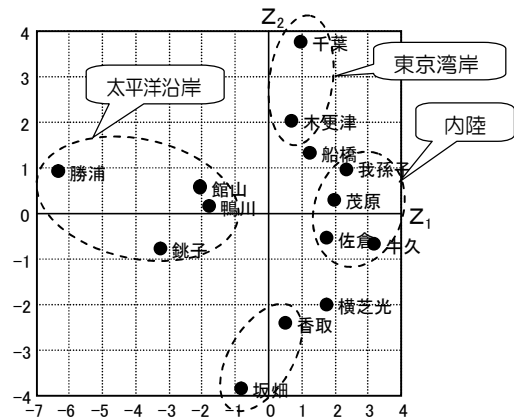 Z2
4
3
2
1
0
-1
-2
-3
-4
千葉
東京湾岸
太平洋沿岸
木更津
内陸
船橋
勝浦
我孫子
館山
茂原
鴨川
Z1
佐倉
牛久
銚子
横芝光
香取
坂畑
-7 -6 -5 -4 -3 -2 -1 0 1 2 3 4